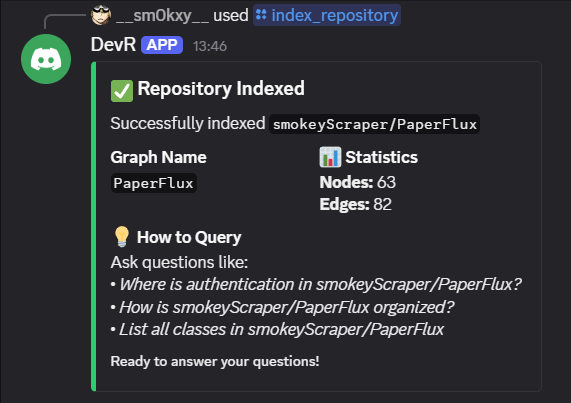 __sm0kxy__ used index_repository
DevR APP 13:46
Repository Indexed
Successfully indexed smokeyScraper/PaperFlux
Graph Name
PaperFlux
Statistics
Nodes: 63
Edges: 82
How to Query
Ask questions like:
• Where is authentication in smokeyScraper/PaperFlux?
• How is smokeyScraper/PaperFlux organized?
• List all classes in smokeyScraper/PaperFlux
Ready to answer your questions!